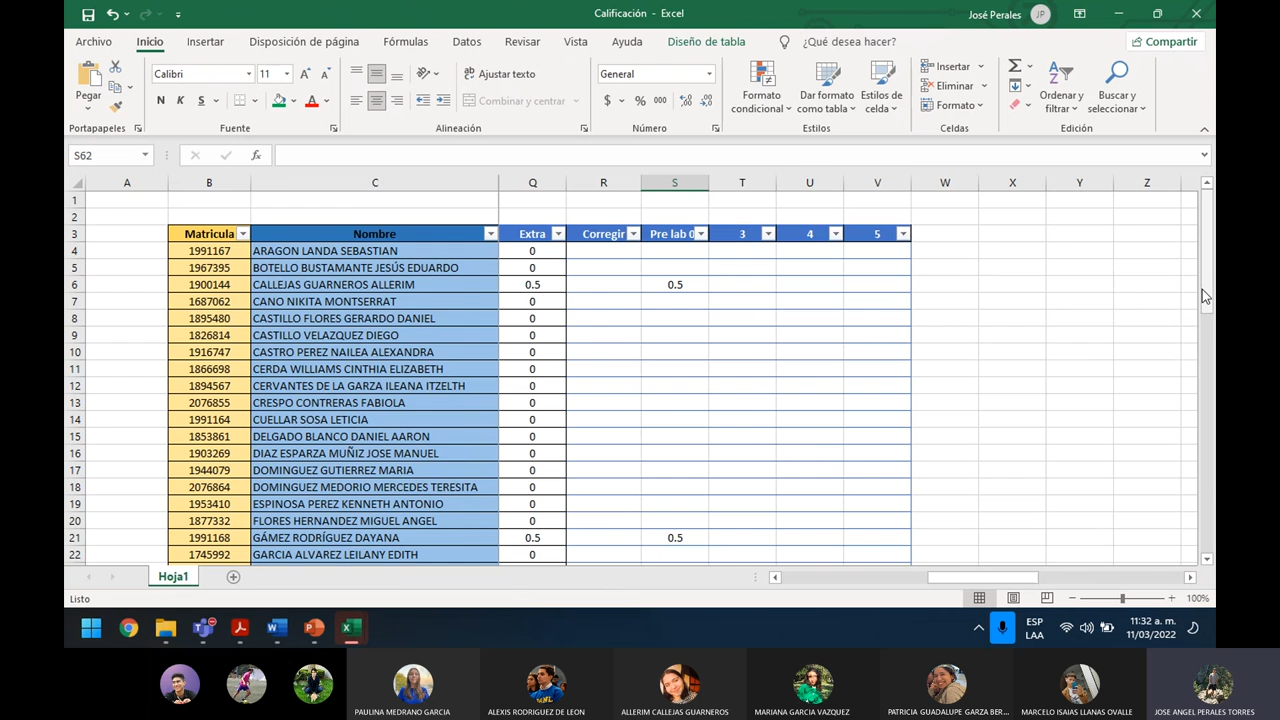 Calificación - Excel
José Perales
JP
Archivo
Inicio
Insertar
Disposición de página
Fórmulas
Datos
Revisar
Vista
Ayuda
Diseño de tabla
¿Qué desea hacer?
Compartir
Pegar
Calibri
11
N K S
Ajustar texto
Combinar y centrar
General
$ % 000
Formato condicional
Dar formato como tabla
Estilos de celda
Insertar
Eliminar
Formato
Ordenar y filtrar
Buscar y seleccionar
Portapapeles
Fuente
Alineación
Número
Estilos
Celdas
Edición
S62
fx
A B C Q R S T U V W X Y Z
1
2
3 Matricula Nombre Extra Corregir Pre lab 0 3 4 5
4 1991167 ARAGON LANDA SEBASTIAN 0
5 1967395 BOTELLO BUSTAMANTE JESÚS EDUARDO 0
6 1900144 CALLEJAS GUARNEROS ALLERIM 0.5 0.5
7 1687062 CANO NIKITA MONTSERRAT 0
8 1895480 CASTILLO FLORES GERARDO DANIEL 0
9 1826814 CASTILLO VELAZQUEZ DIEGO 0
10 1916747 CASTRO PEREZ NAILEA ALEXANDRA 0
11 1866698 CERDA WILLIAMS CINTHIA ELIZABETH 0
12 1894567 CERVANTES DE LA GARZA ILEANA ITZELTH 0
13 2076855 CRESPO CONTRERAS FABIOLA 0
14 1991164 CUELLAR SOSA LETICIA 0
15 1853861 DELGADO BLANCO DANIEL AARON 0
16 1903269 DIAZ ESPARZA MUÑIZ JOSE MANUEL 0
17 1944079 DOMINGUEZ GUTIERREZ MARIA 0
18 2076864 DOMINGUEZ MEDORIO MERCEDES TERESITA 0
19 1953410 ESPINOSA PEREZ KENNETH ANTONIO 0
20 1877332 FLORES HERNANDEZ MIGUEL ANGEL 0
21 1991168 GÁMEZ RODRÍGUEZ DAYANA 0.5 0.5
22 1745992 GARCIA ALVAREZ LEILANY EDITH 0
Hoja1
Listo
100%
ESP
LAA
11:32 a. m.
11/03/2022
PAULINA MEDRANO GARCIA
ALEXIS RODRIGUEZ DE LEON
ALLERIM CALLEJAS GUARNEROS
MARIANA GARCIA VAZQUEZ
PATRICIA GUADALUPE GARZA BER...
MARCELO ISAIAS LLANAS OVALLE
JOSE ANGEL PERALES TORRES